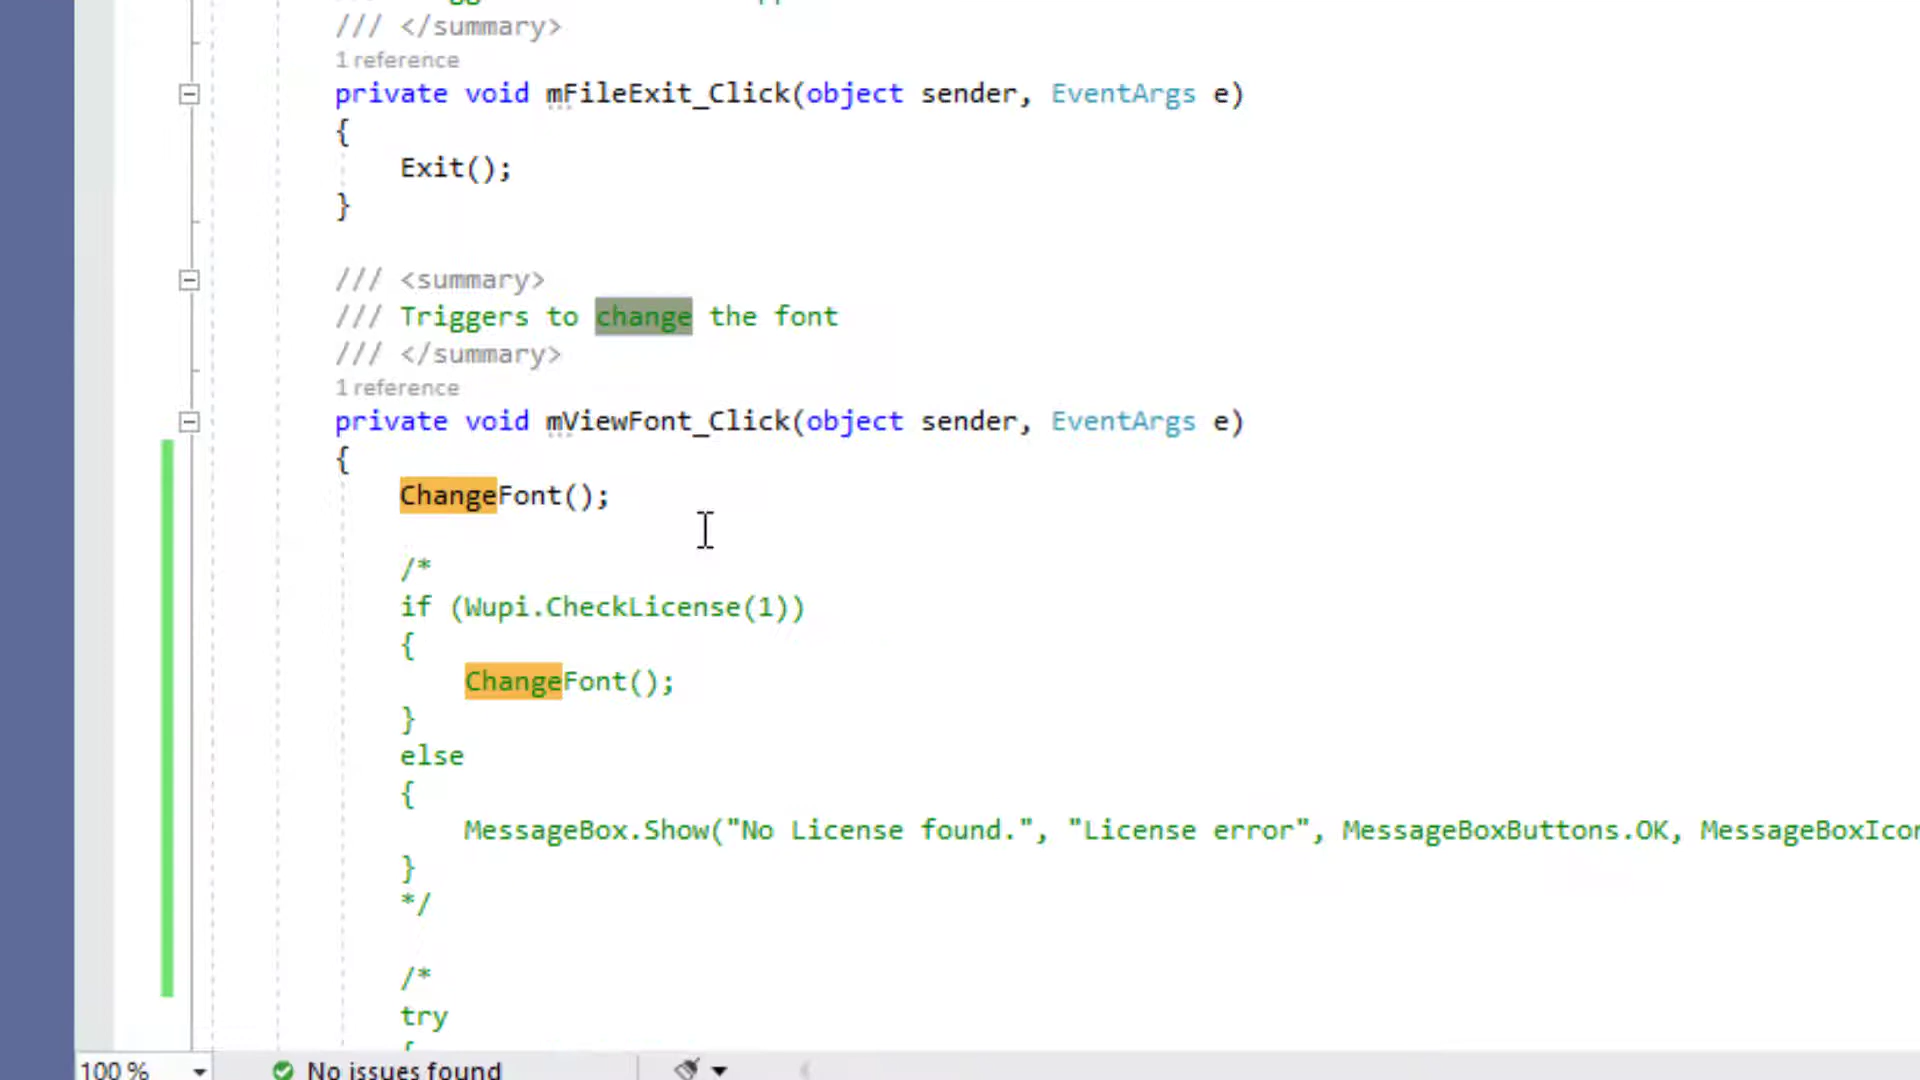 /// </summary>
1 reference
private void mFileExit_Click(object sender, EventArgs e)
{
Exit();
}
/// <summary>
/// Triggers to change the font
/// </summary>
1 reference
private void mViewFont_Click(object sender, EventArgs e)
{
ChangeFont();
/*
if (Wupi.CheckLicense(1))
{
ChangeFont();
}
else
{
MessageBox.Show("No License found.", "License error", MessageBoxButtons.OK, MessageBoxIcon
}
*/
/*
try
{
100 % No issues found